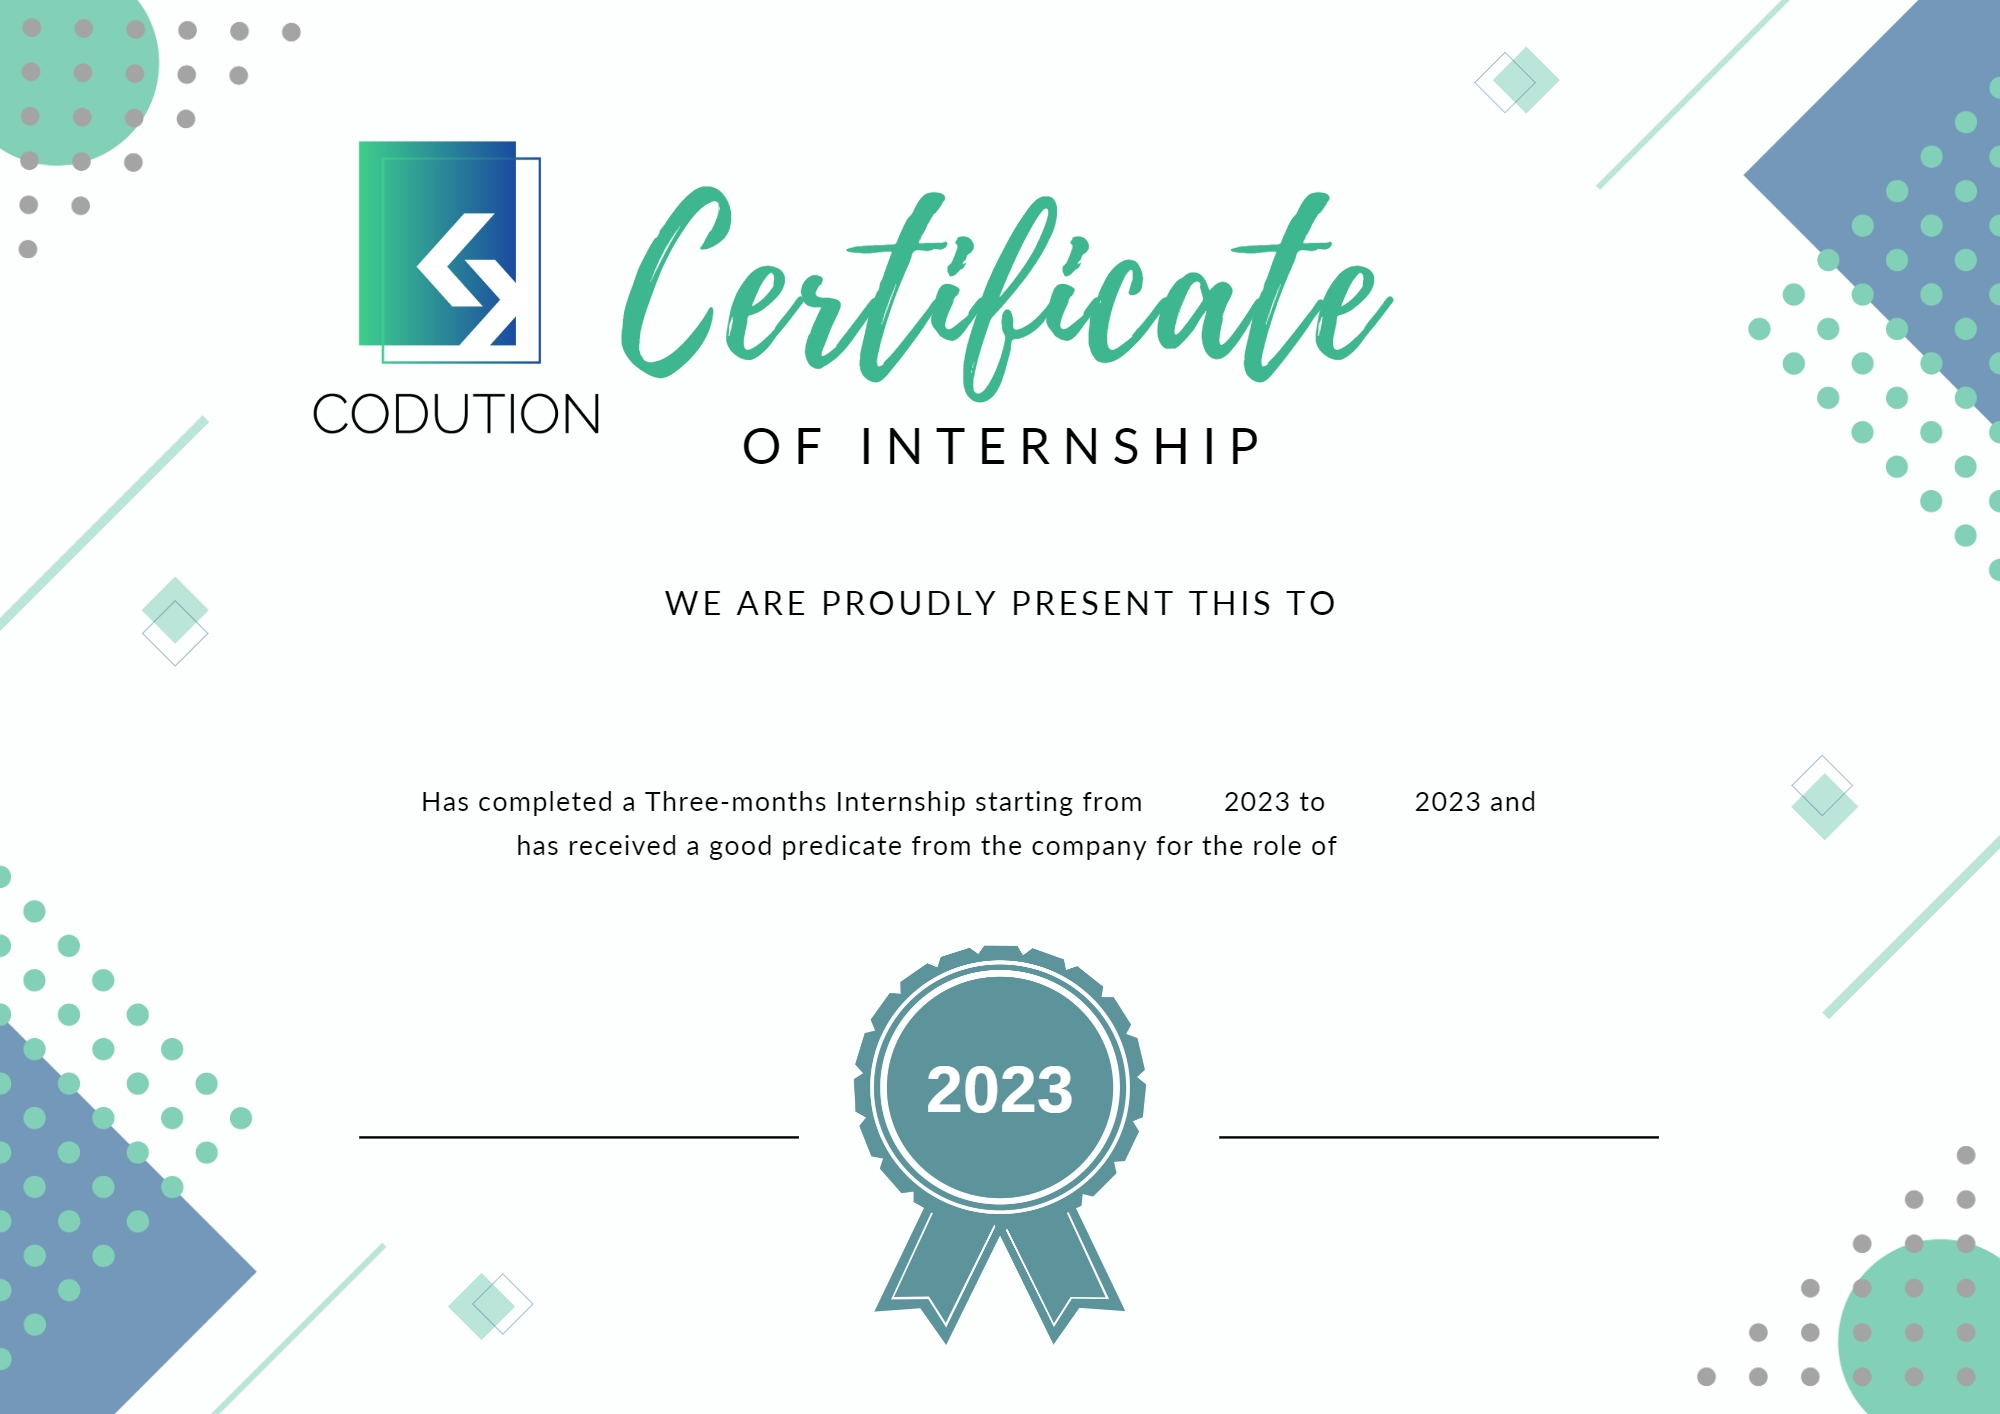 CODUTION
Certificate
OF INTERNSHIP
WE ARE PROUDLY PRESENT THIS TO
Has completed a Three-months Internship starting from 2023 to 2023 and
has received a good predicate from the company for the role of
2023